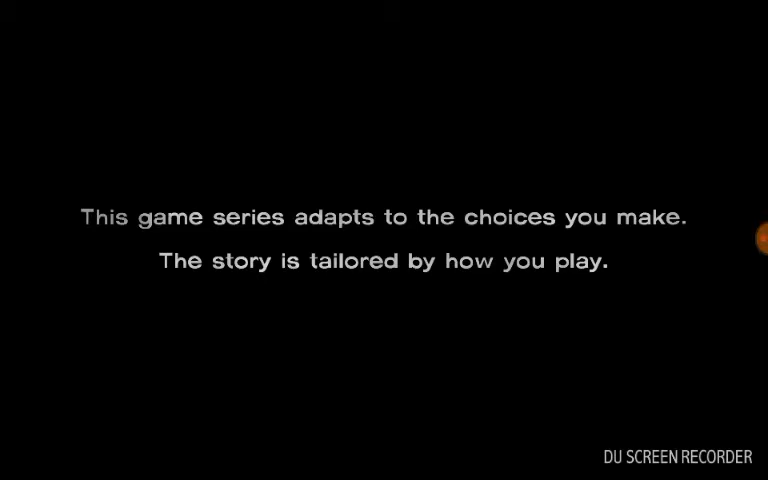 This game series adapts to the choices you make.
The story is tailored by how you play.
DU SCREEN RECORDER